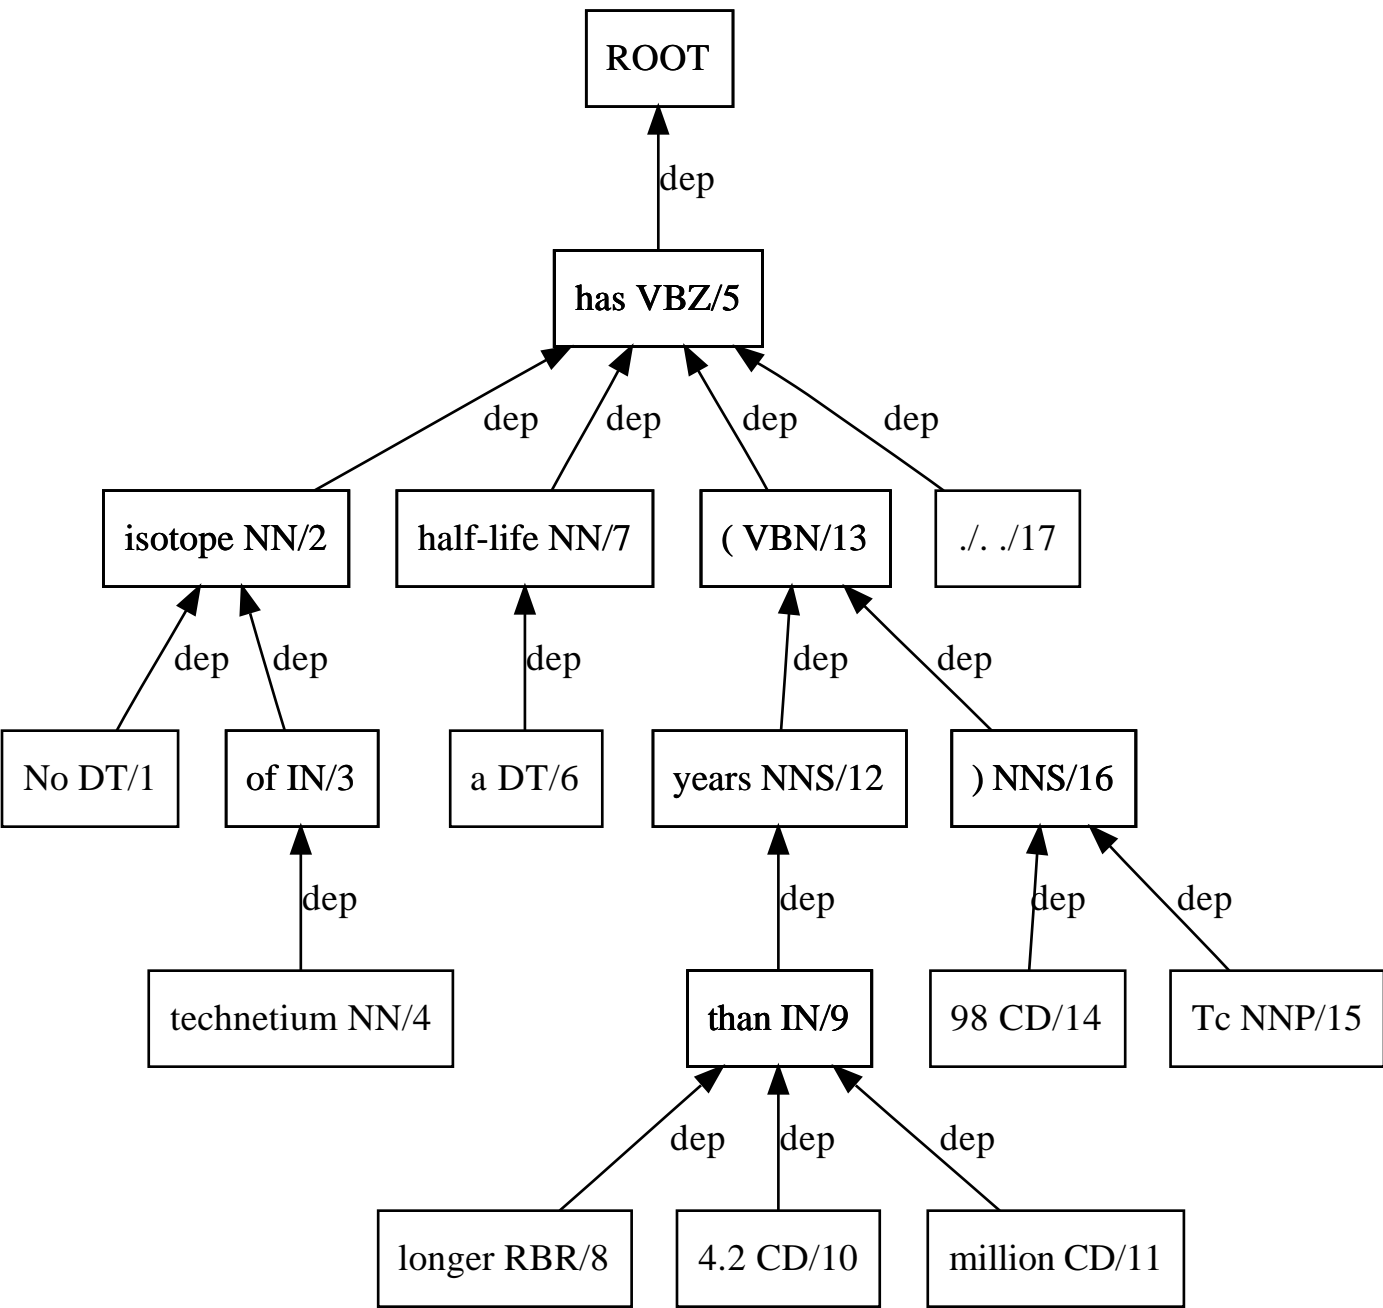 ROOT
dep
has VBZ/5
dep dep dep dep
isotope NN/2 half-life NN/7 ( VBN/13 ./. ./17
dep dep dep dep dep
No DT/1 of IN/3 a DT/6 years NNS/12 ) NNS/16
dep dep dep dep
technetium NN/4 than IN/9 98 CD/14 Tc NNP/15
dep dep dep
longer RBR/8 4.2 CD/10 million CD/11